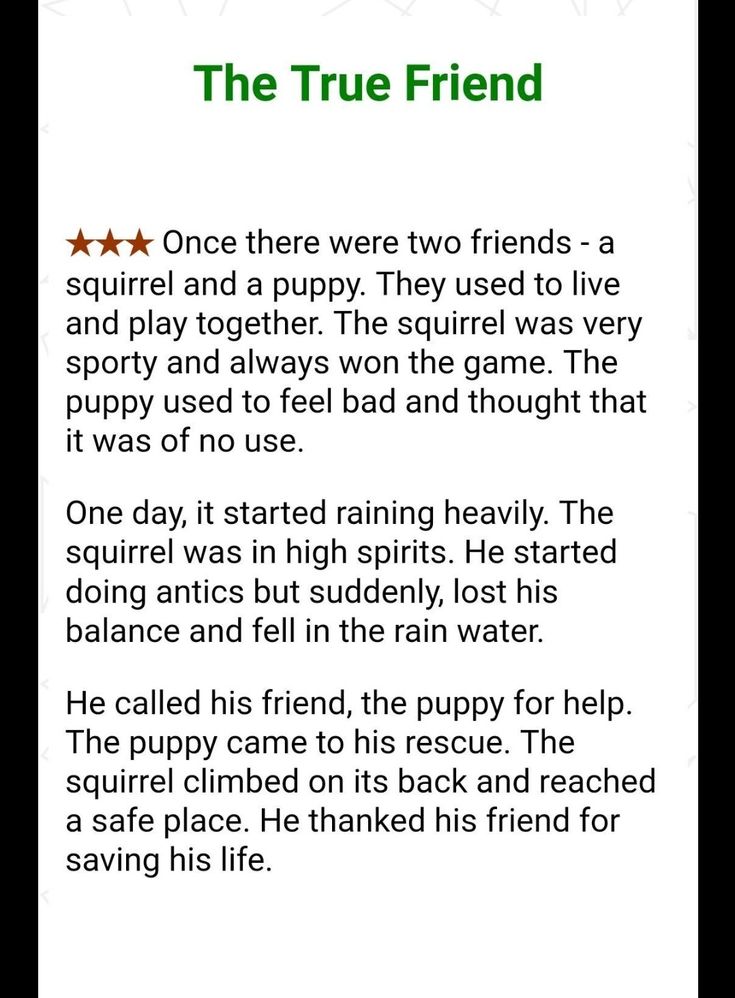 The True Friend
★★★ Once there were two friends - a
squirrel and a puppy. They used to live
and play together. The squirrel was very
sporty and always won the game. The
puppy used to feel bad and thought that
it was of no use.
One day, it started raining heavily. The
squirrel was in high spirits. He started
doing antics but suddenly, lost his
balance and fell in the rain water.
He called his friend, the puppy for help.
The puppy came to his rescue. The
squirrel climbed on its back and reached
a safe place. He thanked his friend for
saving his life.